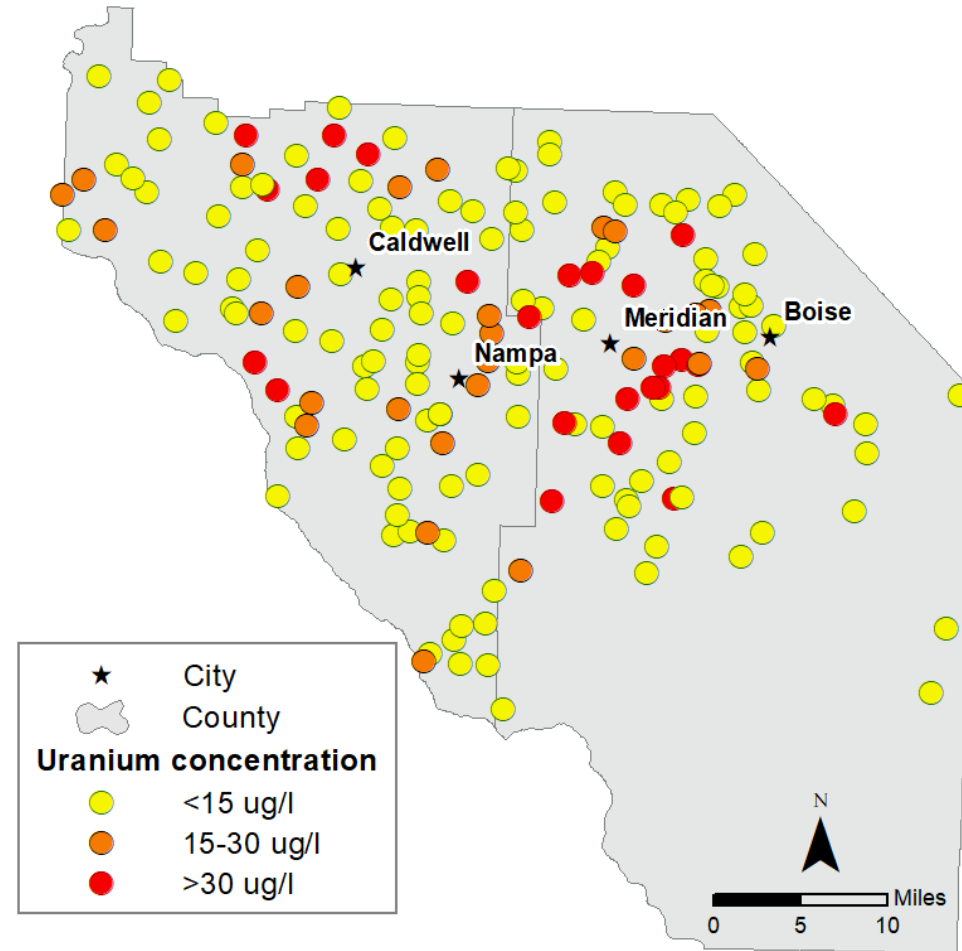 Caldwell
Meridian
Boise
Nampa
City
County
Uranium concentration
<15 ug/l
15-30 ug/l
>30 ug/l
N
Miles
0 5 10